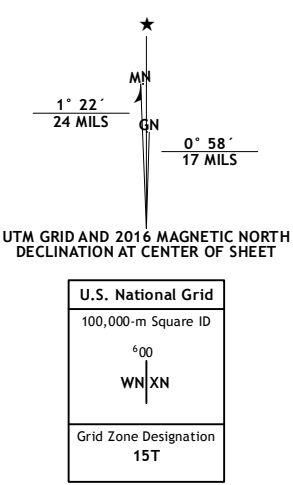 ★
MN
1° 22´
24 MILS
GN
0° 58´
17 MILS
UTM GRID AND 2016 MAGNETIC NORTH
DECLINATION AT CENTER OF SHEET
U.S. National Grid
100,000-m Square ID
⁶00
WN XN
Grid Zone Designation
15T